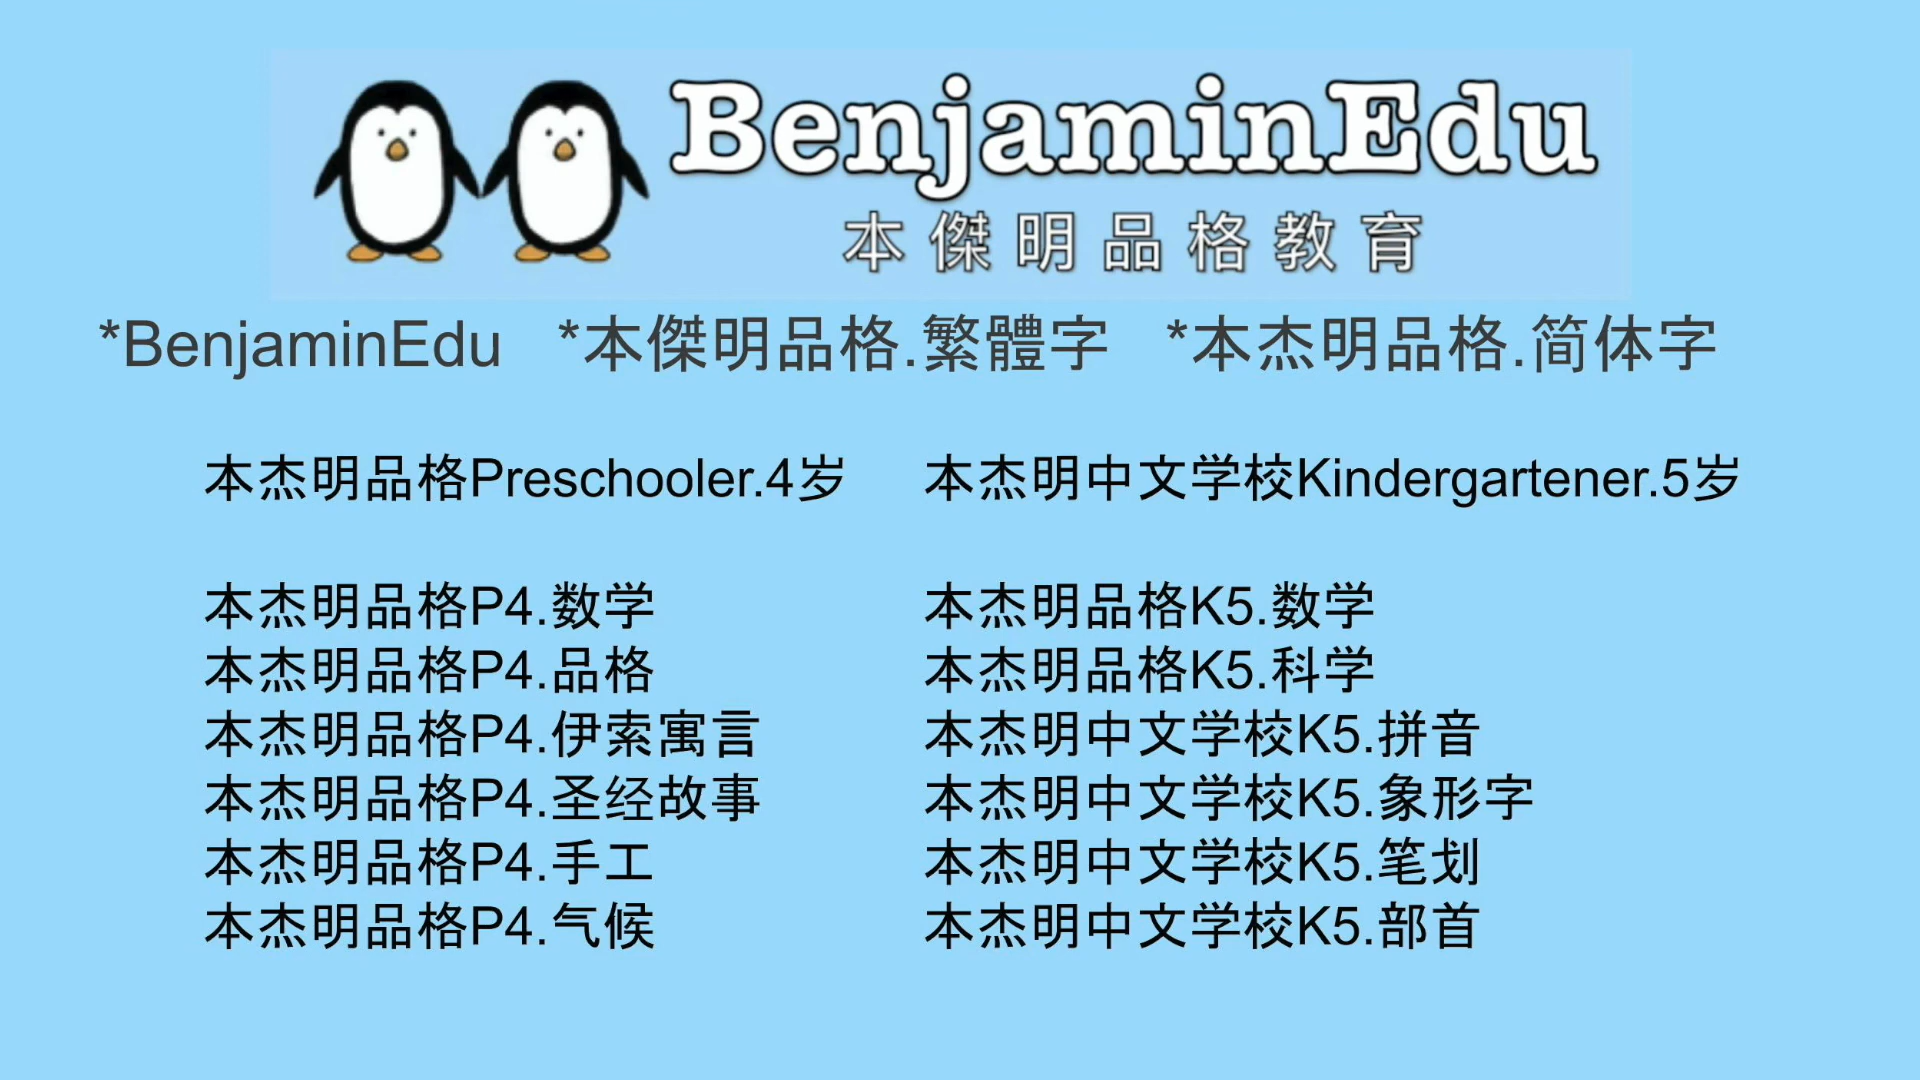 BenjaminEdu
本傑明品格教育
*BenjaminEdu *本傑明品格.繁體字 *本杰明品格.简体字
本杰明品格Preschooler.4岁
本杰明品格P4.数学
本杰明品格P4.品格
本杰明品格P4.伊索寓言
本杰明品格P4.圣经故事
本杰明品格P4.手工
本杰明品格P4.气候
本杰明中文学校Kindergartener.5岁
本杰明品格K5.数学
本杰明品格K5.科学
本杰明中文学校K5.拼音
本杰明中文学校K5.象形字
本杰明中文学校K5.笔划
本杰明中文学校K5.部首